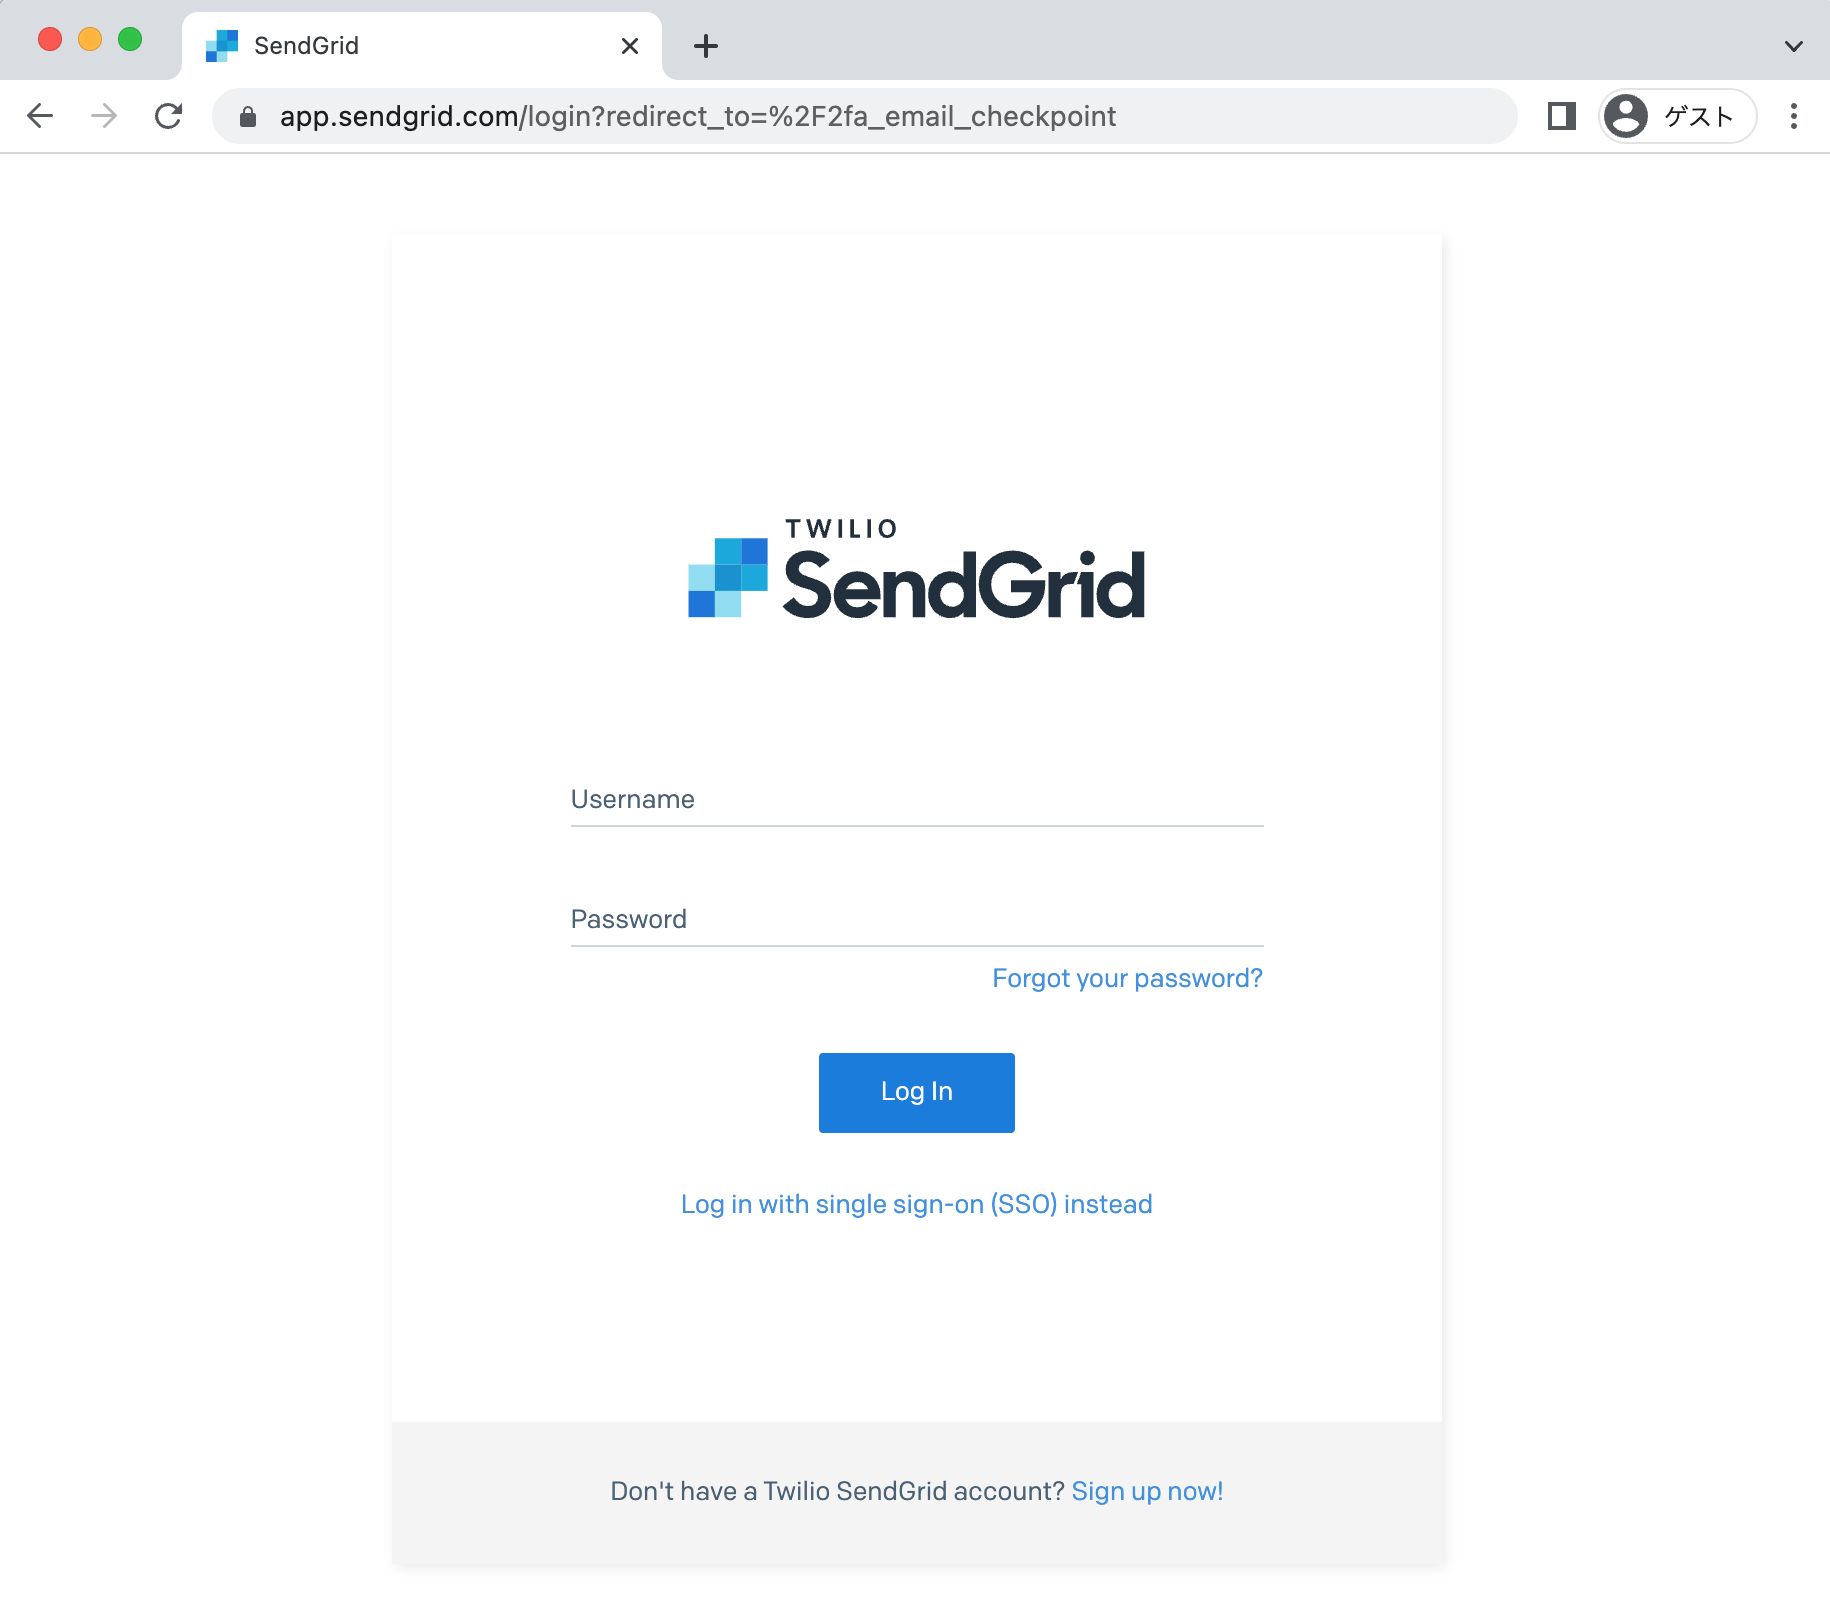 SendGrid
app.sendgrid.com/login?redirect_to=%2F2fa_email_checkpoint
ゲスト
TWILIO
SendGrid
Username
Password
Forgot your password?
Log In
Log in with single sign-on (SSO) instead
Don't have a Twilio SendGrid account? Sign up now!